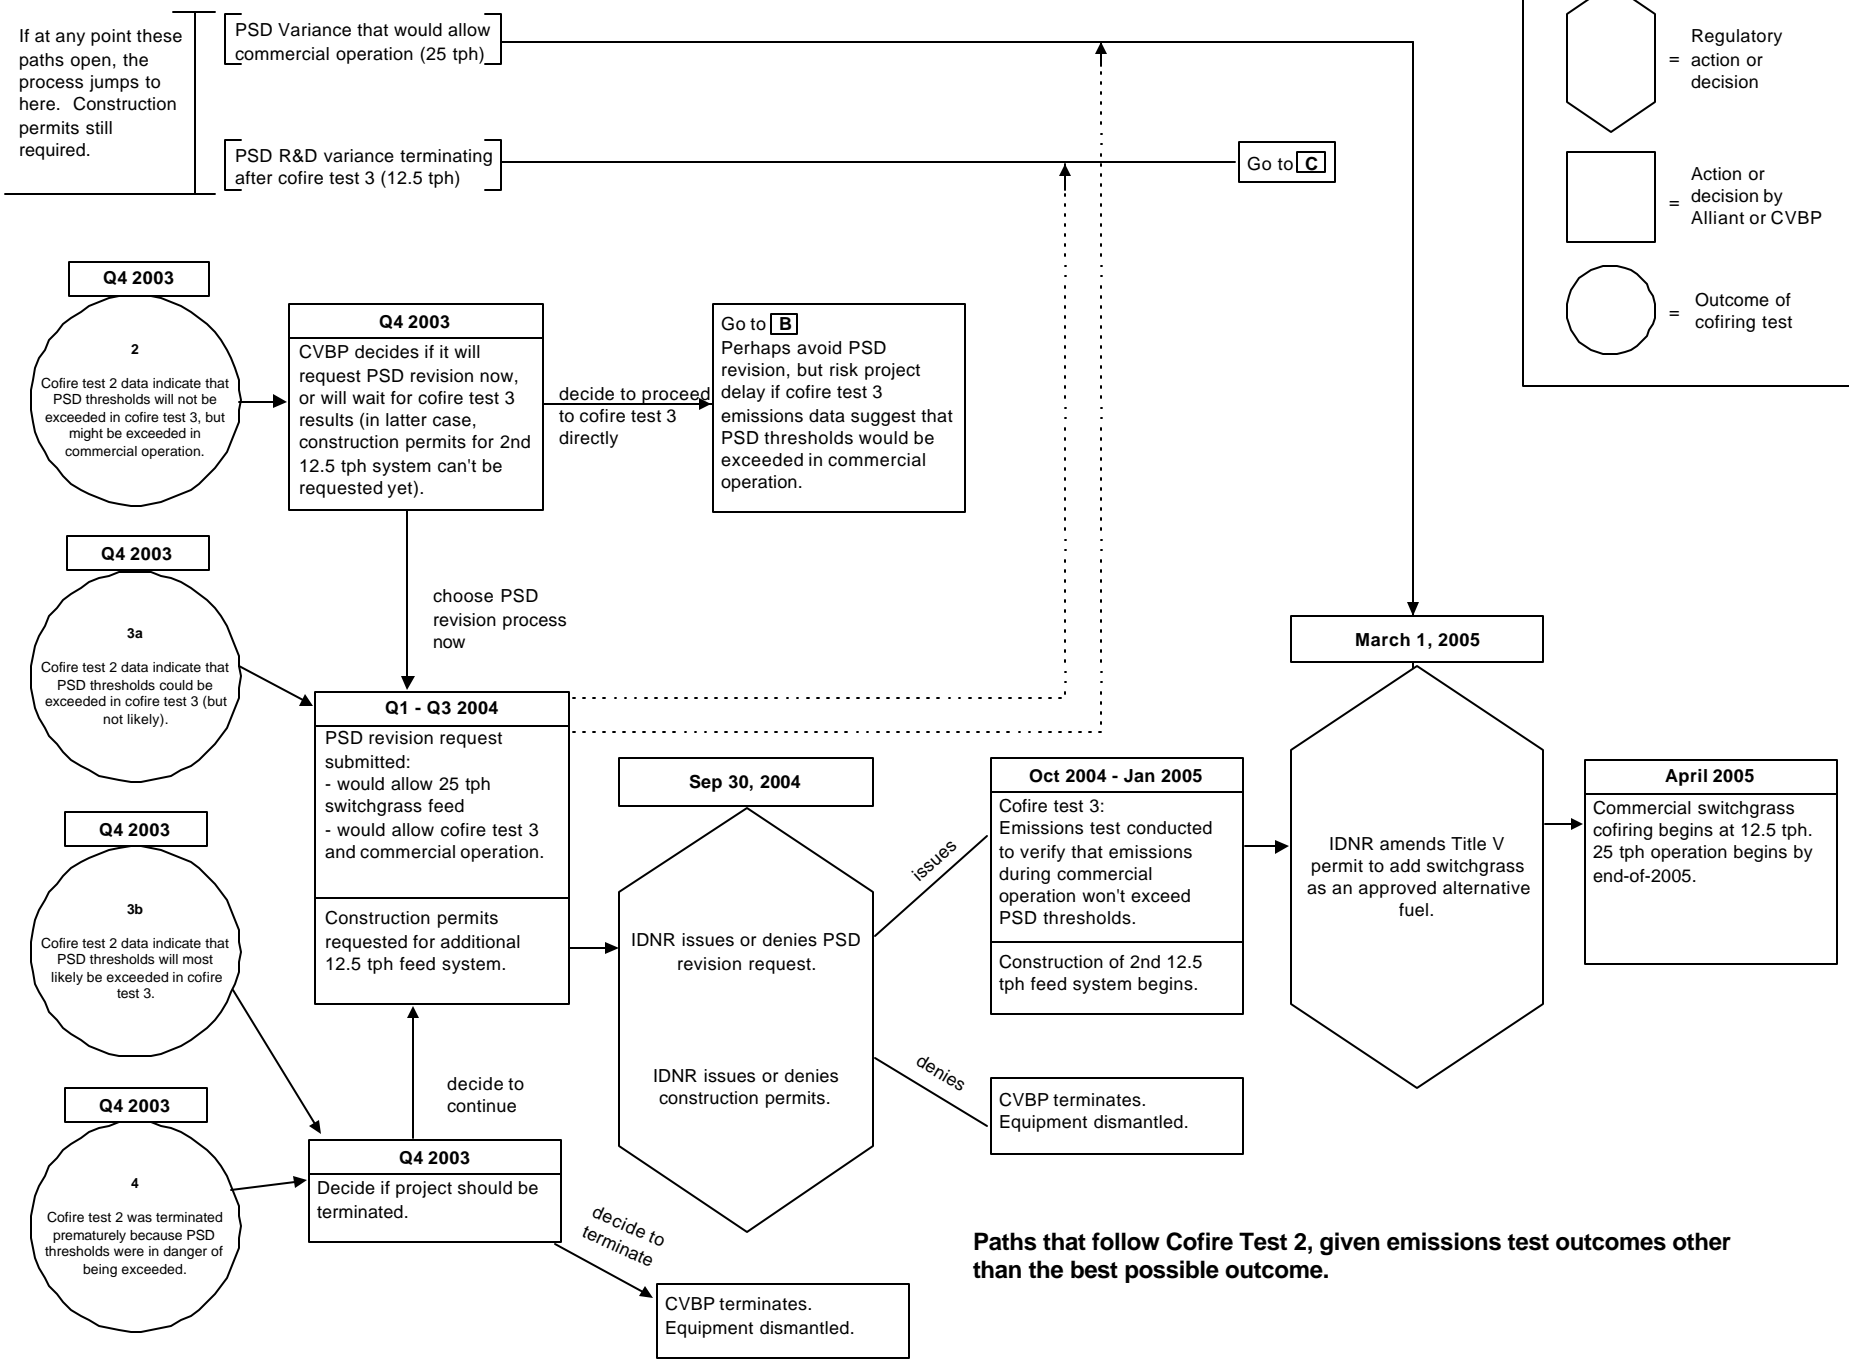 If at any point these
paths open, the
process jumps to
here. Construction
permits still
required.
PSD Variance that would allow
commercial operation (25 tph)
PSD R&D variance terminating
after cofire test 3 (12.5 tph)
Go to C
Regulatory
= action or
decision
Action or
= decision by
Alliant or CVBP
= Outcome of
cofiring test
Q4 2003
2
Cofire test 2 data indicate that
PSD thresholds will not be
exceeded in cofire test 3, but
might be exceeded in
commercial operation.
Q4 2003
CVBP decides if it will
request PSD revision now,
or will wait for cofire test 3
results (in latter case,
construction permits for 2nd
12.5 tph system can't be
requested yet).
decide to proceed
to cofire test 3
directly
Go to B
Perhaps avoid PSD
revision, but risk project
delay if cofire test 3
emissions data suggest that
PSD thresholds would be
exceeded in commercial
operation.
choose PSD
revision process
now
Q4 2003
3a
Cofire test 2 data indicate that
PSD thresholds could be
exceeded in cofire test 3 (but
not likely).
Q1 - Q3 2004
PSD revision request
submitted:
- would allow 25 tph
switchgrass feed
- would allow cofire test 3
and commercial operation.
Construction permits
requested for additional
12.5 tph feed system.
Sep 30, 2004
IDNR issues or denies PSD
revision request.
IDNR issues or denies
construction permits.
issues
denies
Oct 2004 - Jan 2005
Cofire test 3:
Emissions test conducted
to verify that emissions
during commercial
operation won't exceed
PSD thresholds.
Construction of 2nd 12.5
tph feed system begins.
CVBP terminates.
Equipment dismantled.
March 1, 2005
IDNR amends Title V
permit to add switchgrass
as an approved alternative
fuel.
April 2005
Commercial switchgrass
cofiring begins at 12.5 tph.
25 tph operation begins by
end-of-2005.
Q4 2003
3b
Cofire test 2 data indicate that
PSD thresholds will most
likely be exceeded in cofire
test 3.
Q4 2003
4
Cofire test 2 was terminated
prematurely because PSD
thresholds were in danger of
being exceeded.
decide to
continue
Q4 2003
Decide if project should be
terminated.
decide to
terminate
CVBP terminates.
Equipment dismantled.
Paths that follow Cofire Test 2, given emissions test outcomes other
than the best possible outcome.